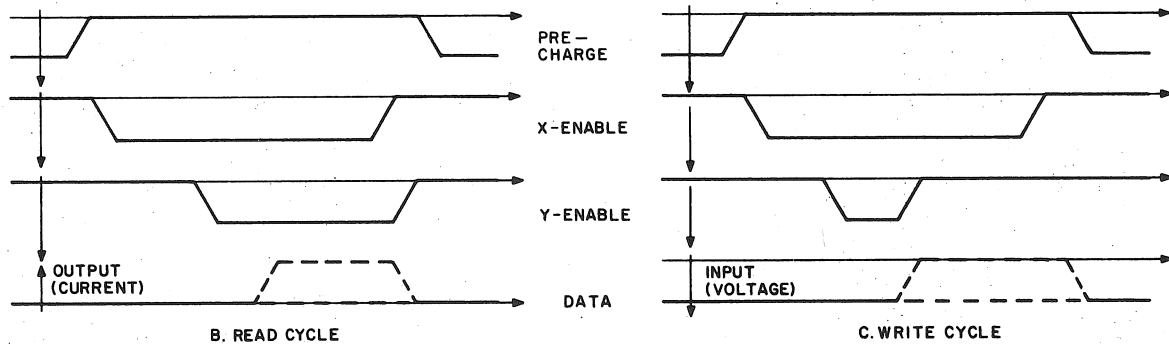 PRE–
CHARGE
X-ENABLE
Y-ENABLE
OUTPUT
(CURRENT)
DATA
INPUT
(VOLTAGE)
B. READ CYCLE
C. WRITE CYCLE